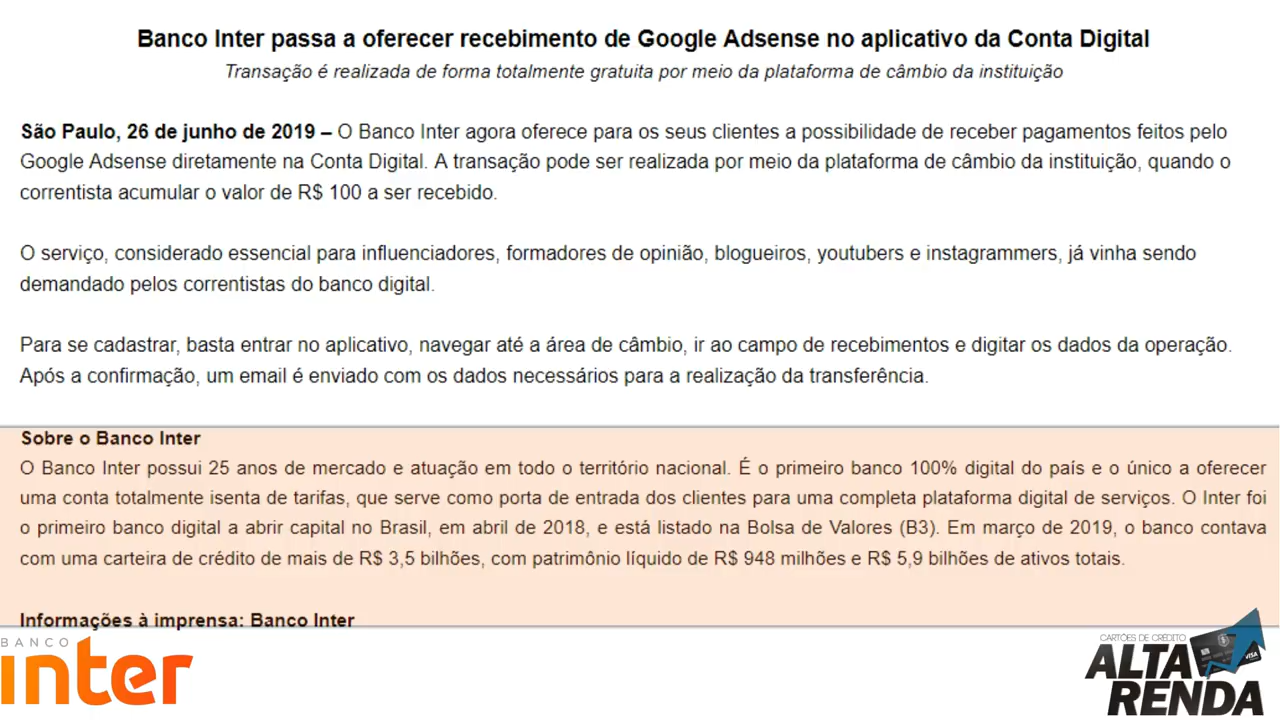 Banco Inter passa a oferecer recebimento de Google Adsense no aplicativo da Conta Digital
Transação é realizada de forma totalmente gratuita por meio da plataforma de câmbio da instituição
São Paulo, 26 de junho de 2019 – O Banco Inter agora oferece para os seus clientes a possibilidade de receber pagamentos feitos pelo
Google Adsense diretamente na Conta Digital. A transação pode ser realizada por meio da plataforma de câmbio da instituição, quando o
correntista acumular o valor de R$ 100 a ser recebido.
O serviço, considerado essencial para influenciadores, formadores de opinião, blogueiros, youtubers e instagrammers, já vinha sendo
demandado pelos correntistas do banco digital.
Para se cadastrar, basta entrar no aplicativo, navegar até a área de câmbio, ir ao campo de recebimentos e digitar os dados da operação.
Após a confirmação, um email é enviado com os dados necessários para a realização da transferência.
Sobre o Banco Inter
O Banco Inter possui 25 anos de mercado e atuação em todo o território nacional. É o primeiro banco 100% digital do país e o único a oferecer
uma conta totalmente isenta de tarifas, que serve como porta de entrada dos clientes para uma completa plataforma digital de serviços. O Inter foi
o primeiro banco digital a abrir capital no Brasil, em abril de 2018, e está listado na Bolsa de Valores (B3). Em março de 2019, o banco contava
com uma carteira de crédito de mais de R$ 3,5 bilhões, com patrimônio líquido de R$ 948 milhões e R$ 5,9 bilhões de ativos totais.
Informações à imprensa: Banco Inter
BANCO
inter
CARTÕES DE CRÉDITO
ALTA
RENDA
VISA